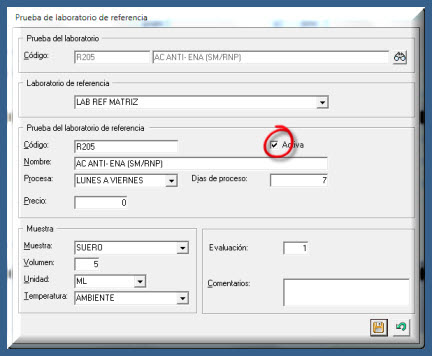 Prueba de laboratorio de referencia
Prueba del laboratorio
Código: R205 AC ANTI- ENA (SM/RNP)
Laboratorio de referencia
LAB REF MATRIZ
Prueba del laboratorio de referencia
Código: R205 Activa
Nombre: AC ANTI- ENA (SM/RNP)
Procesa: LUNES A VIERNES Días de proceso: 7
Precio: 0
Muestra
Muestra: SUERO Evaluación: 1
Volumen: 5
Unidad: ML Comentarios:
Temperatura: AMBIENTE